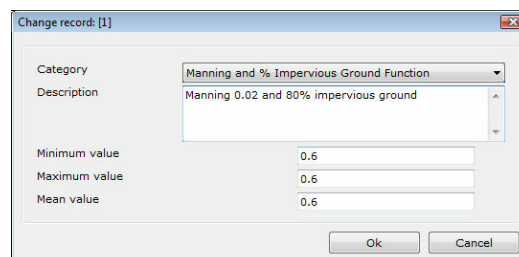 Change record: [1]
Category
Manning and % Impervious Ground Function
Description
Manning 0.02 and 80% impervious ground
Minimum value
0.6
Maximum value
0.6
Mean value
0.6
Ok
Cancel